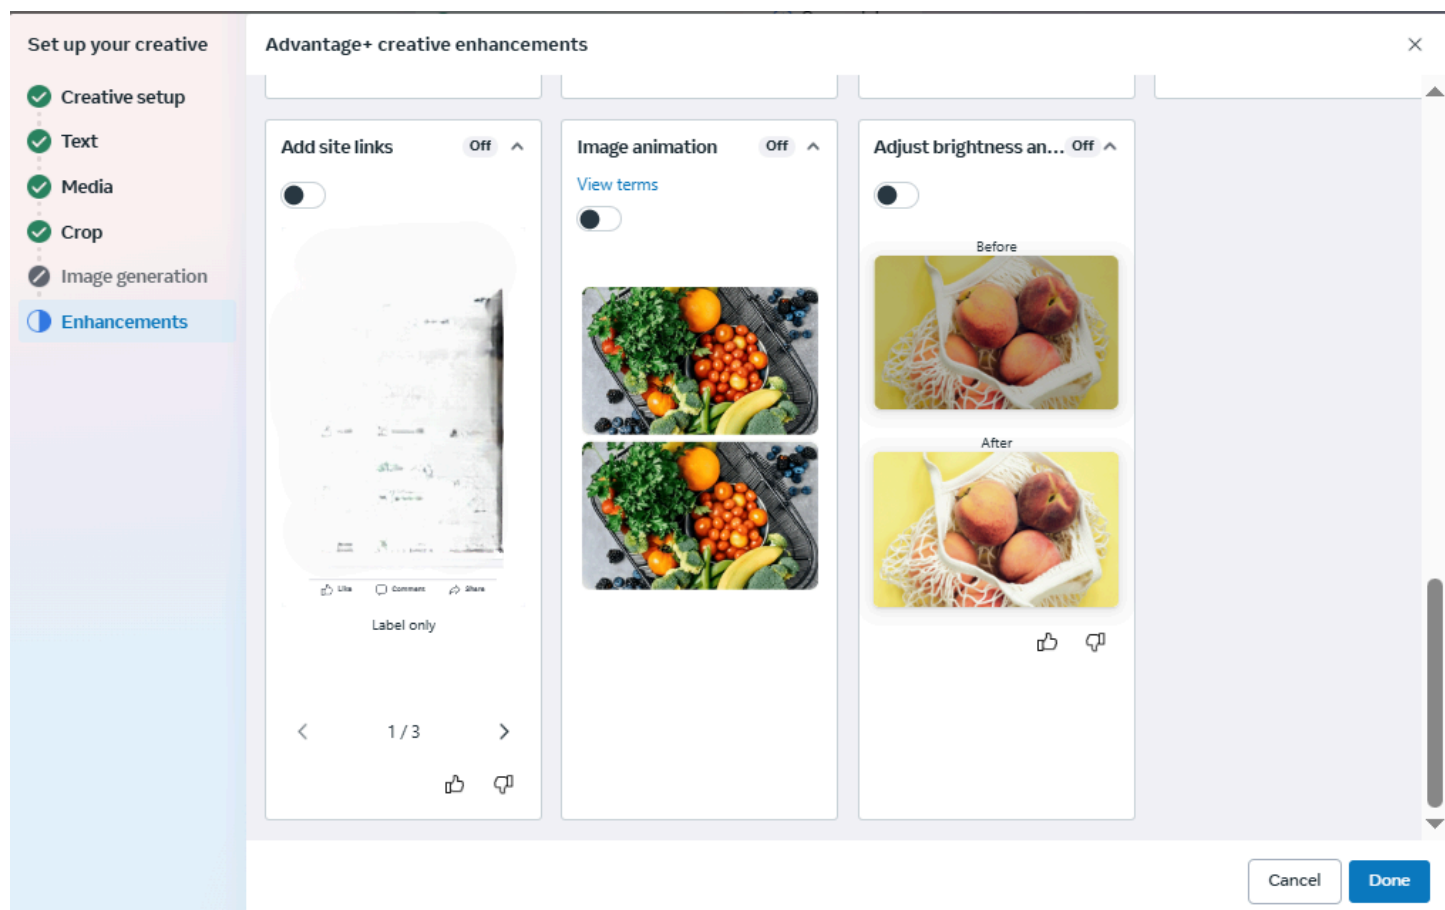 Set up your creative
Creative setup
Text
Media
Crop
Image generation
Enhancements
Advantage+ creative enhancements
Add site links
Off
Like
Comment
Share
Label only
1 / 3
Image animation
Off
View terms
Adjust brightness an...
Off
Before
After
Cancel
Done